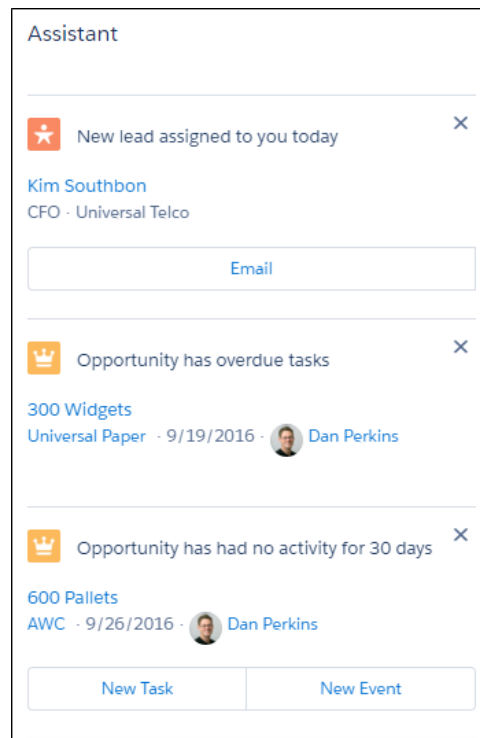 Assistant
New lead assigned to you today
Kim Southbon
CFO · Universal Telco
Email
Opportunity has overdue tasks
300 Widgets
Universal Paper · 9/19/2016 · Dan Perkins
Opportunity has had no activity for 30 days
600 Pallets
AWC · 9/26/2016 · Dan Perkins
New Task New Event